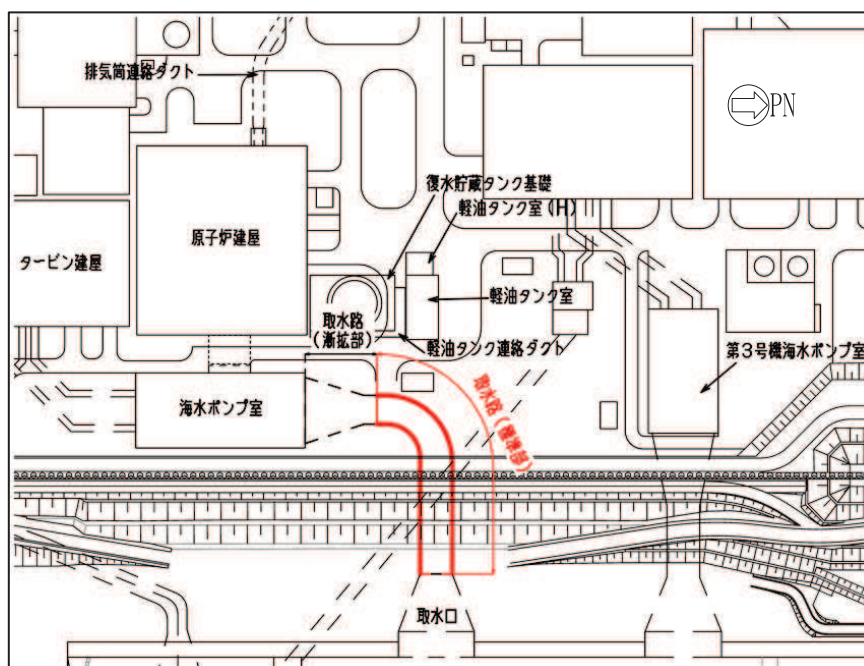 排気筒連絡ダクト
PN
復水貯蔵タンク基礎
軽油タンク室(H)
原子炉建屋
タービン建屋
軽油タンク室
取水路
(漸拡部)
軽油タンク連絡ダクト
第3号機海水ポンプ室
取水路(標準部)
海水ポンプ室
取水口